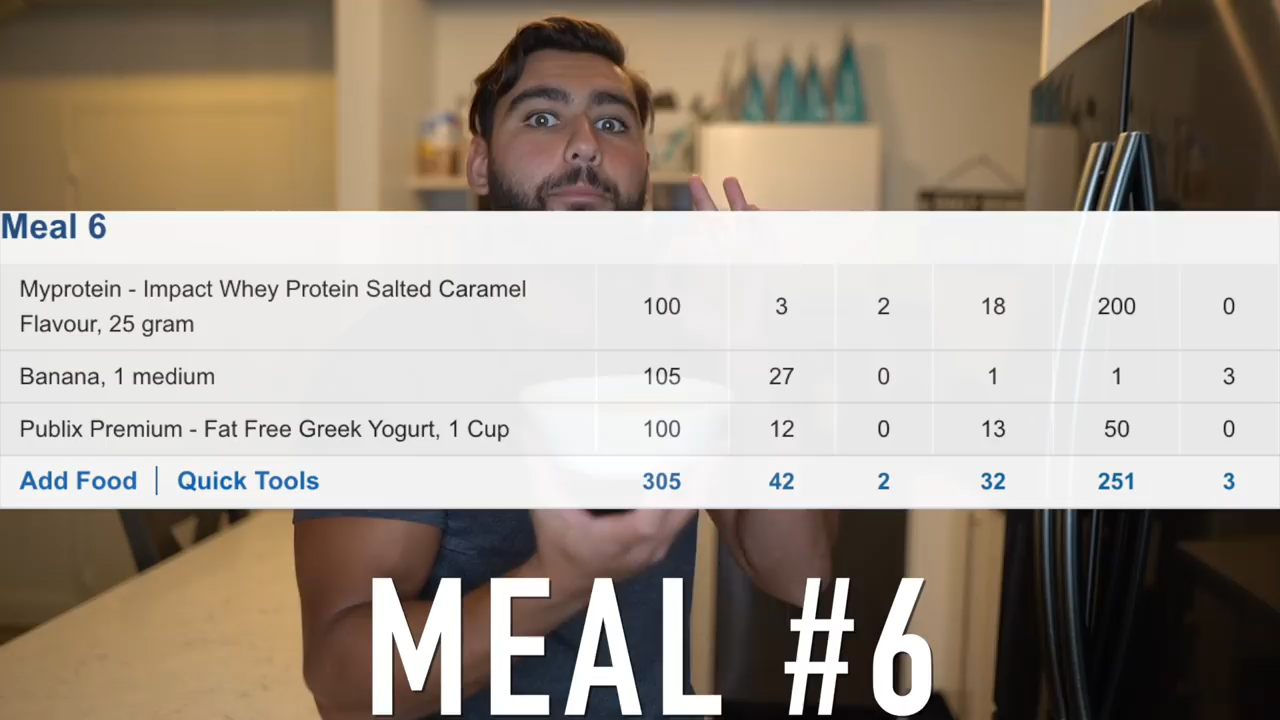 Meal 6
Myprotein - Impact Whey Protein Salted Caramel
Flavour, 25 gram 100 3 2 18 200 0
Banana, 1 medium 105 27 0 1 1 3
Publix Premium - Fat Free Greek Yogurt, 1 Cup 100 12 0 13 50 0
Add Food | Quick Tools 305 42 2 32 251 3
MEAL #6